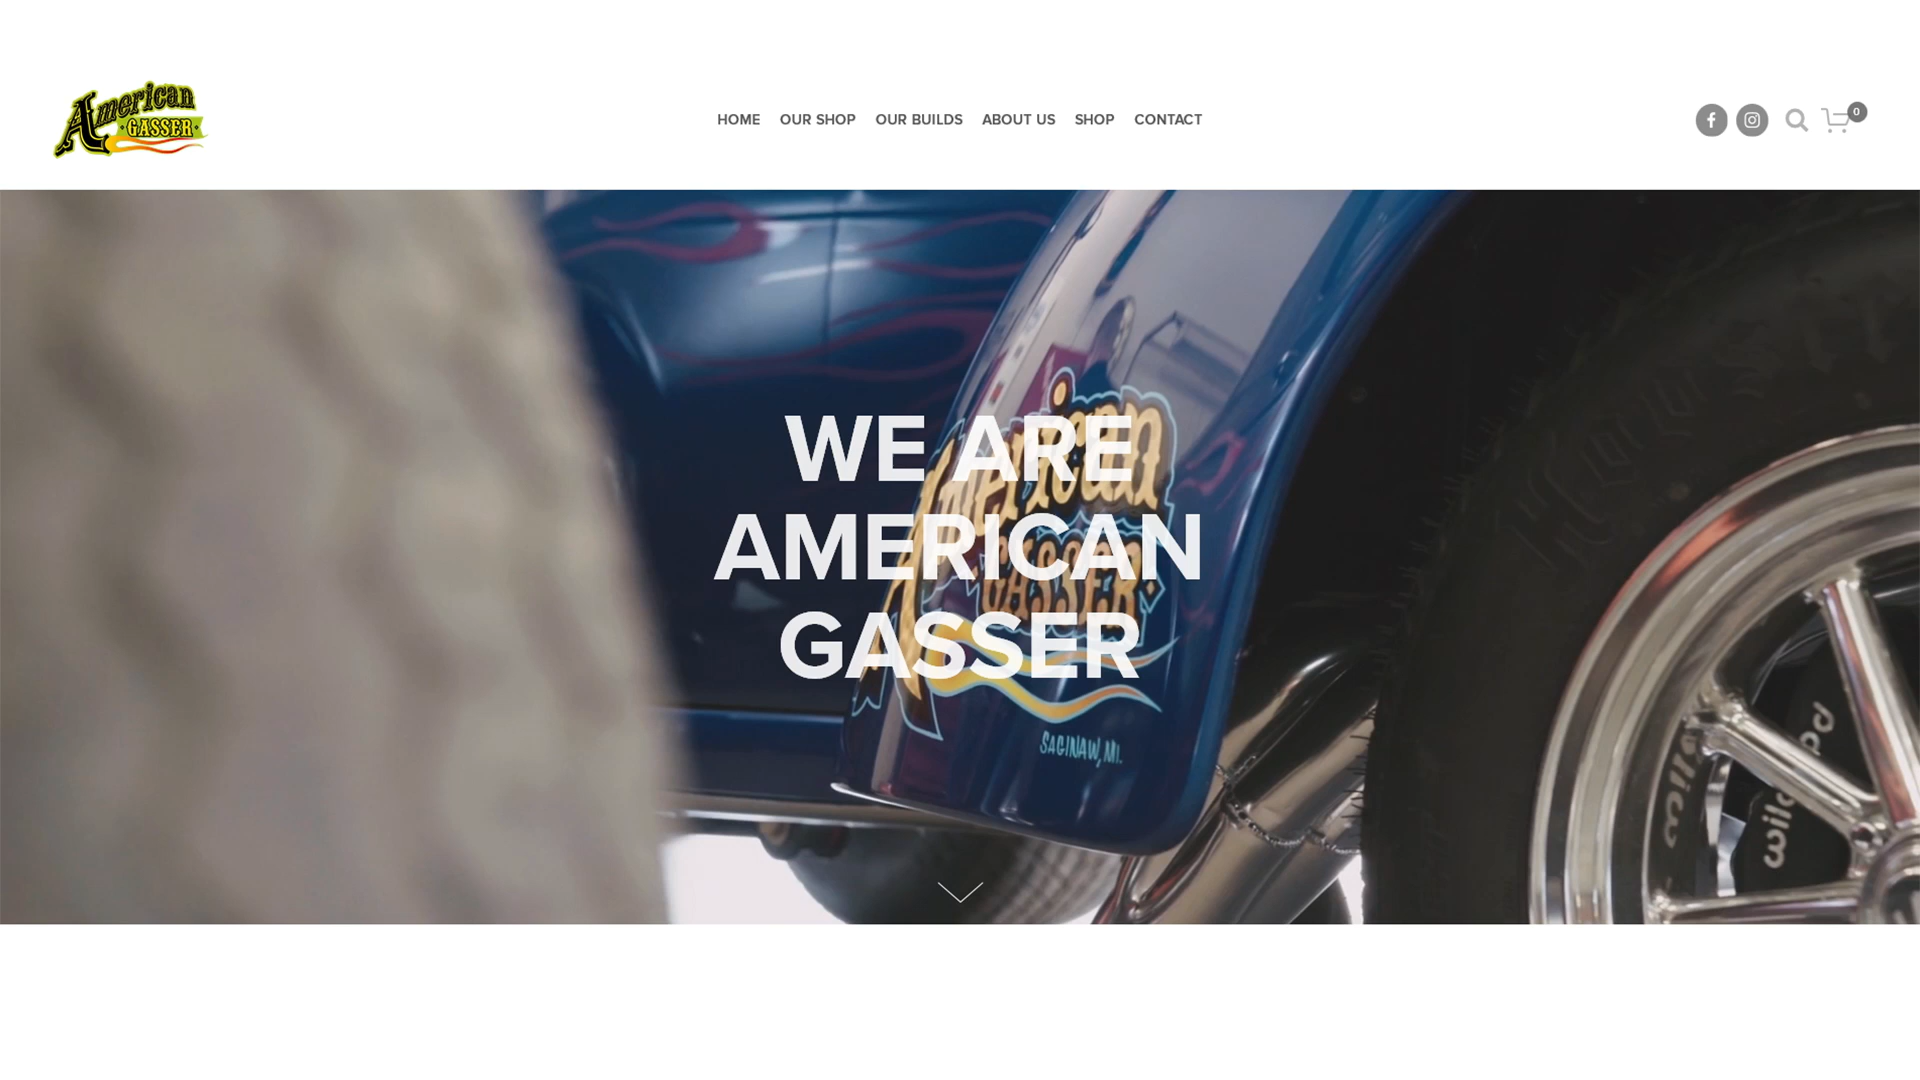 American
GASSER
HOME
OUR SHOP
OUR BUILDS
ABOUT US
SHOP
CONTACT
0
WE ARE
AMERICAN
GASSER
American
GASSER
SAGINAW, MI.